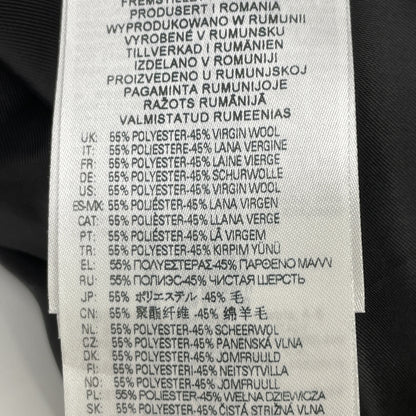 FREMSTILLET I RUMÆNIEN
PRODUSERT I ROMANIA
WYPRODUKOWANO W RUMUNII
VYROBENÉ V RUMUNSKU
TILLVERKAD I RUMÄNIEN
IZDELANO V ROMUNIJI
PROIZVEDENO U RUMUNJSKOJ
PAGAMINTA RUMUNIJOJE
RAŽOTS RUMĀNIJĀ
VALMISTATUD RUMEENIAS
UK: 55% POLYESTER-45% VIRGIN WOOL
IT: 55% POLIESTERE-45% LANA VERGINE
FR: 55% POLYESTER-45% LAINE VIERGE
DE: 55% POLYESTER-45% SCHURWOLLE
US: 55% POLYESTER-45% VIRGIN WOOL
ES-MX: 55% POLIÉSTER-45% LANA VIRGEN
CAT: 55% POLIÈSTER-45% LLANA VERGE
PT: 55% POLIÉSTER-45% LÃ VIRGEM
TR: 55% POLYESTER-45% KIRPIM YÜNÜ
EL: 55% ΠΟΛΥΕΣΤΕΡΑΣ-45% ΠΑΡΘΕΝΟ ΜΑΛΛΙ
RU: 55% ПОЛИЭС-45% ЧИСТАЯ ШЕРСТЬ
JP: 55% ポリエステル -45% 毛
CN: 55% 聚酯纤维 -45% 绵羊毛
NL: 55% POLYESTER-45% SCHEERWOL
CZ: 55% POLYESTER-45% PANENSKÁ VLNA
DK: 55% POLYESTER-45% JOMFRUULD
FI: 55% POLYESTERI-45% NEITSYTVILLA
NO: 55% POLYESTER-45% JOMFRUULL
PL: 55% POLIESTER-45% WEŁNA DZIEWICZA
SK: 55% POLYESTER-45% ČISTÁ STRIŽNÁ VLNA